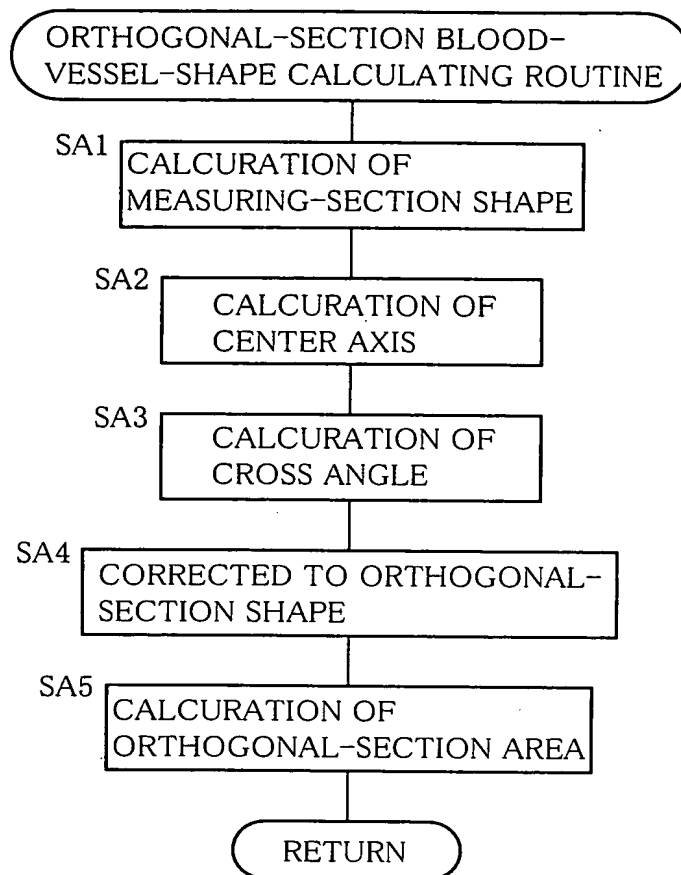 ORTHOGONAL-SECTION BLOOD-
VESSEL-SHAPE CALCULATING ROUTINE
SA1
CALCURATION OF
MEASURING-SECTION SHAPE
SA2
CALCURATION OF
CENTER AXIS
SA3
CALCURATION OF
CROSS ANGLE
SA4
CORRECTED TO ORTHOGONAL-
SECTION SHAPE
SA5
CALCURATION OF
ORTHOGONAL-SECTION AREA
RETURN